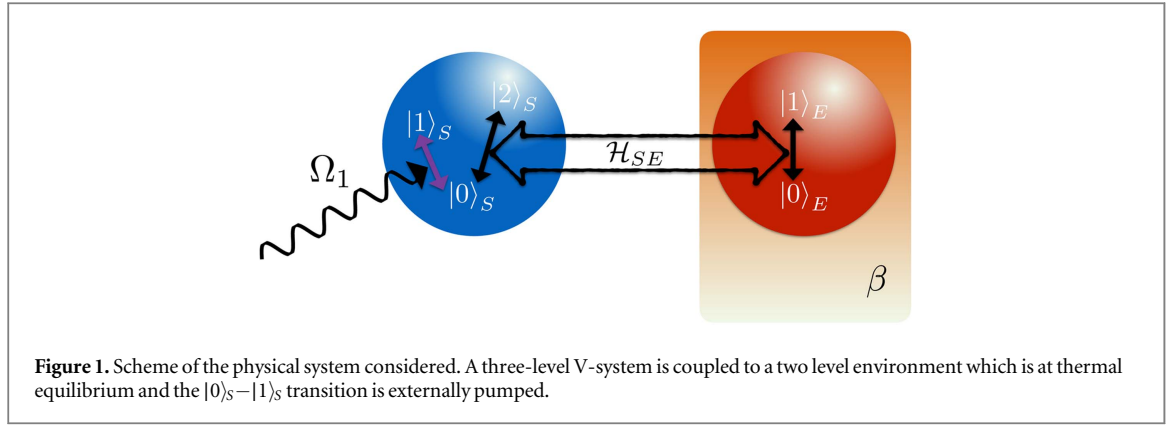 |2⟩_S
|1⟩_S
|1⟩_E
Ω₁
ℋ_SE
|0⟩_S
|0⟩_E
β
Figure 1. Scheme of the physical system considered. A three-level V-system is coupled to a two level environment which is at thermal
equilibrium and the |0⟩_S−|1⟩_S transition is externally pumped.